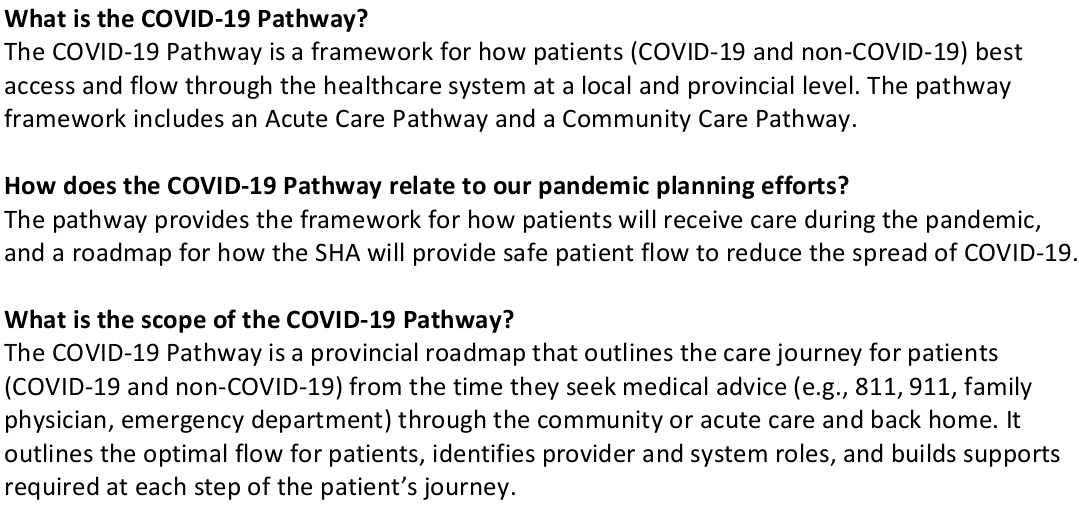 What is the COVID-19 Pathway?
The COVID-19 Pathway is a framework for how patients (COVID-19 and non-COVID-19) best
access and flow through the healthcare system at a local and provincial level. The pathway
framework includes an Acute Care Pathway and a Community Care Pathway.
How does the COVID-19 Pathway relate to our pandemic planning efforts?
The pathway provides the framework for how patients will receive care during the pandemic,
and a roadmap for how the SHA will provide safe patient flow to reduce the spread of COVID-19.
What is the scope of the COVID-19 Pathway?
The COVID-19 Pathway is a provincial roadmap that outlines the care journey for patients
(COVID-19 and non-COVID-19) from the time they seek medical advice (e.g., 811, 911, family
physician, emergency department) through the community or acute care and back home. It
outlines the optimal flow for patients, identifies provider and system roles, and builds supports
required at each step of the patient’s journey.